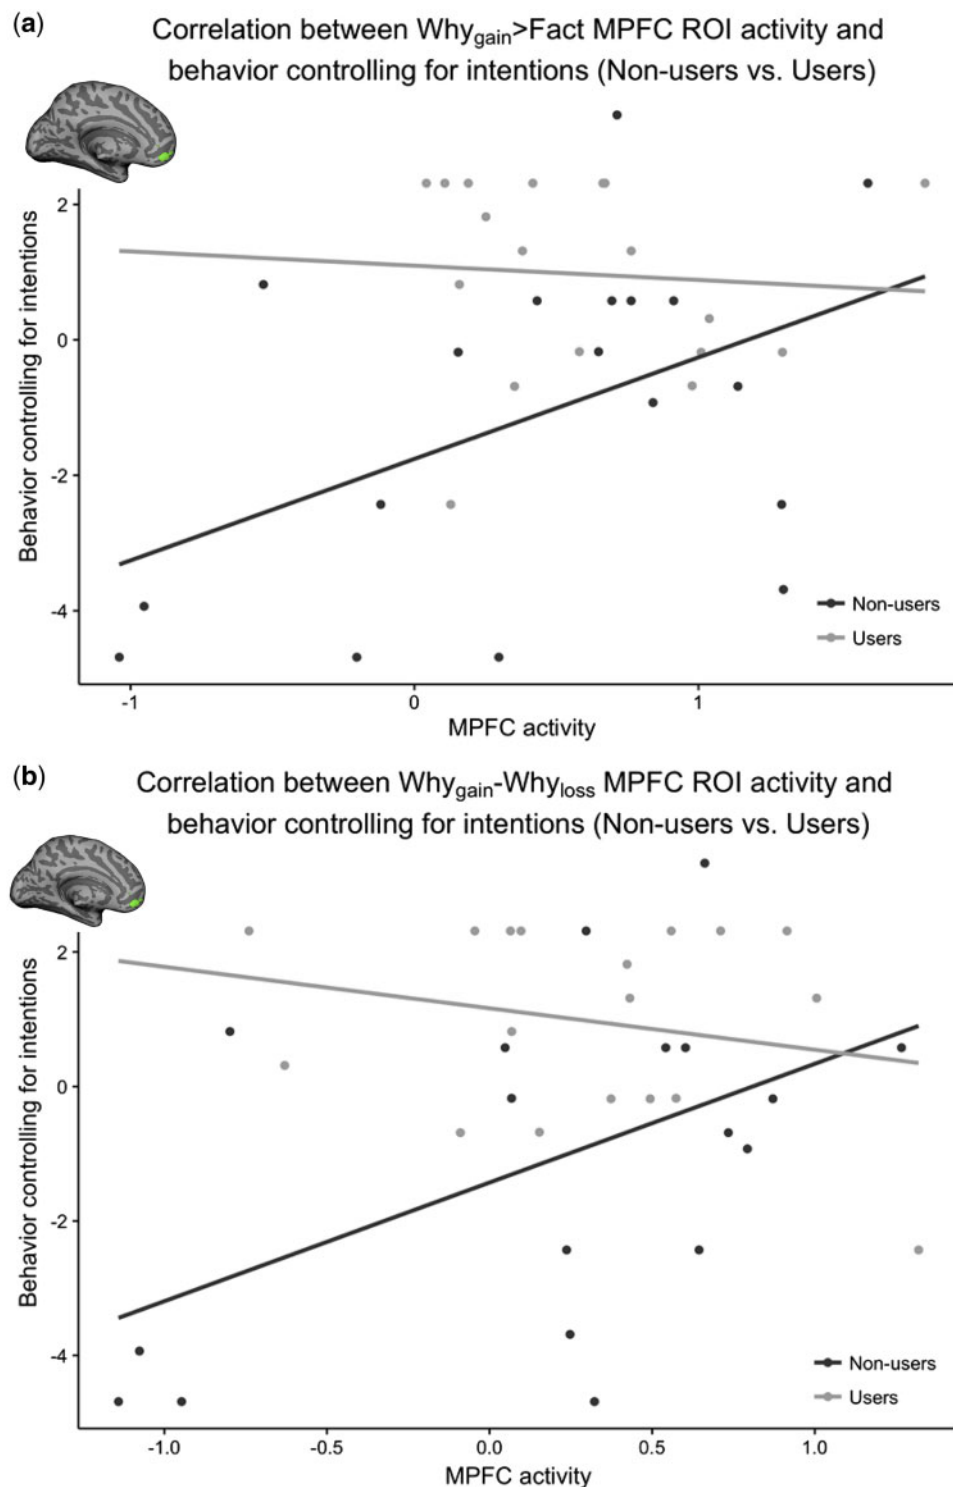 (a)
Correlation between Whygain>Fact MPFC ROI activity and
behavior controlling for intentions (Non-users vs. Users)
Behavior controlling for intentions
2
0
-2
-4
Non-users
Users
-1 0 1
MPFC activity
(b)
Correlation between Whygain-Whyloss MPFC ROI activity and
behavior controlling for intentions (Non-users vs. Users)
Behavior controlling for intentions
2
0
-2
-4
Non-users
Users
-1.0 -0.5 0.0 0.5 1.0
MPFC activity